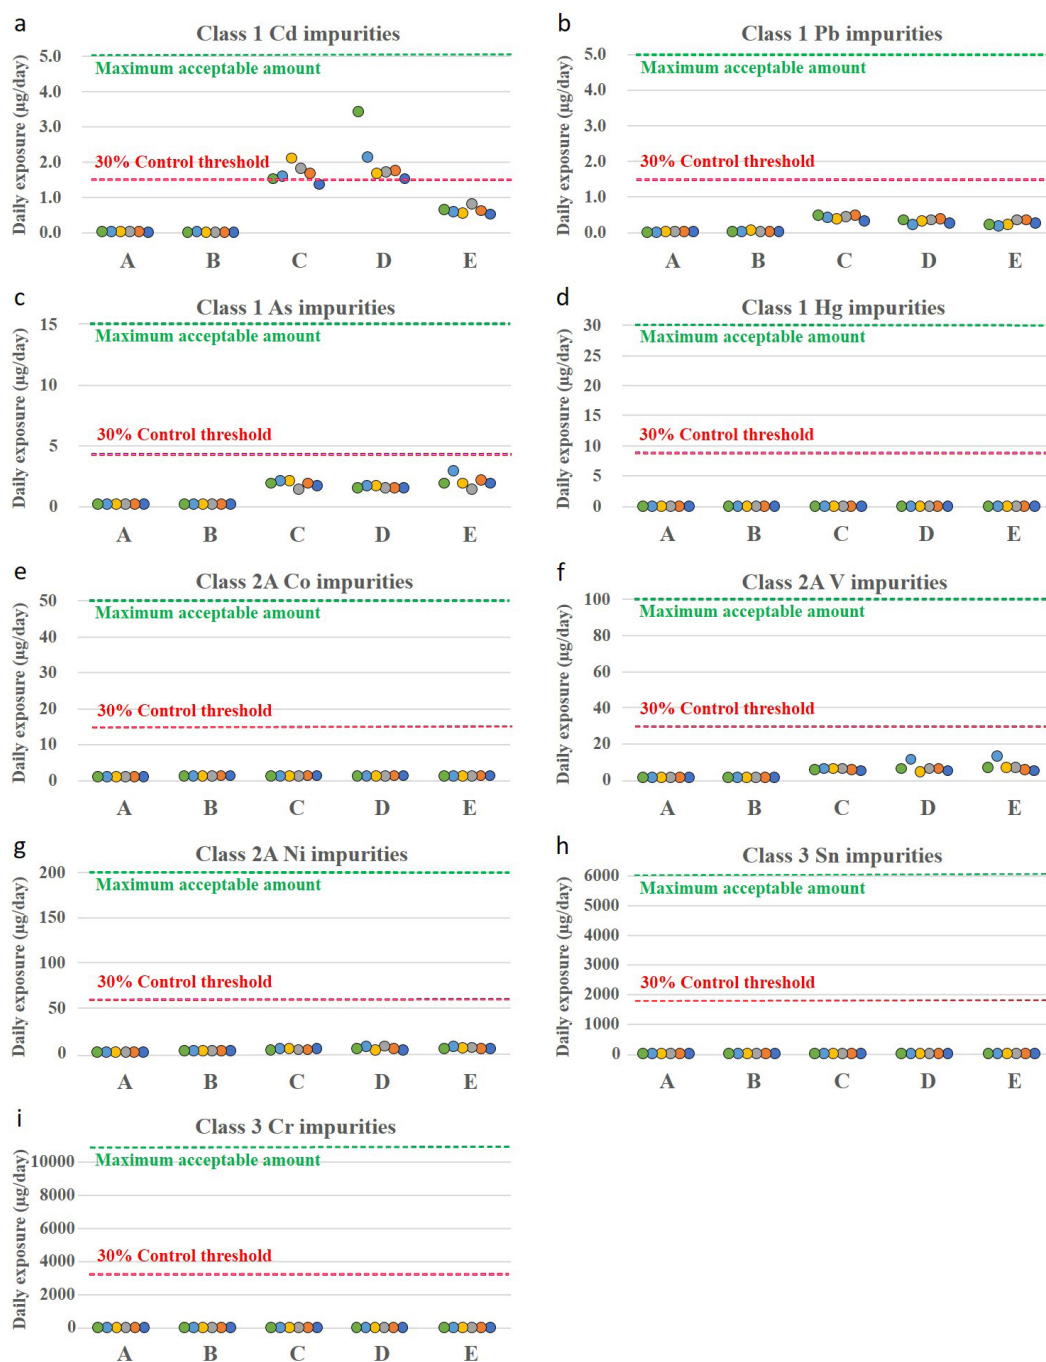 a
Class 1 Cd impurities
Daily exposure (µg/day)
5.0
Maximum acceptable amount
4.0
3.0
2.0
30% Control threshold
1.0
0.0
A B C D E
b
Class 1 Pb impurities
Daily exposure (µg/day)
5.0
Maximum acceptable amount
4.0
3.0
2.0
30% Control threshold
1.0
0.0
A B C D E
c
Class 1 As impurities
Daily exposure (µg/day)
15
Maximum acceptable amount
10
30% Control threshold
5
0
A B C D E
d
Class 1 Hg impurities
Daily exposure (µg/day)
30
Maximum acceptable amount
25
20
15
30% Control threshold
10
5
0
A B C D E
e
Class 2A Co impurities
Daily exposure (µg/day)
50
Maximum acceptable amount
40
30
20
30% Control threshold
10
0
A B C D E
f
Class 2A V impurities
Daily exposure (µg/day)
100
Maximum acceptable amount
80
60
40
30% Control threshold
20
0
A B C D E
g
Class 2A Ni impurities
Daily exposure (µg/day)
200
Maximum acceptable amount
150
100
30% Control threshold
50
0
A B C D E
h
Class 3 Sn impurities
Daily exposure (µg/day)
6000
Maximum acceptable amount
5000
4000
3000
30% Control threshold
2000
1000
0
A B C D E
i
Class 3 Cr impurities
Daily exposure (µg/day)
10000
Maximum acceptable amount
8000
6000
30% Control threshold
4000
2000
0
A B C D E